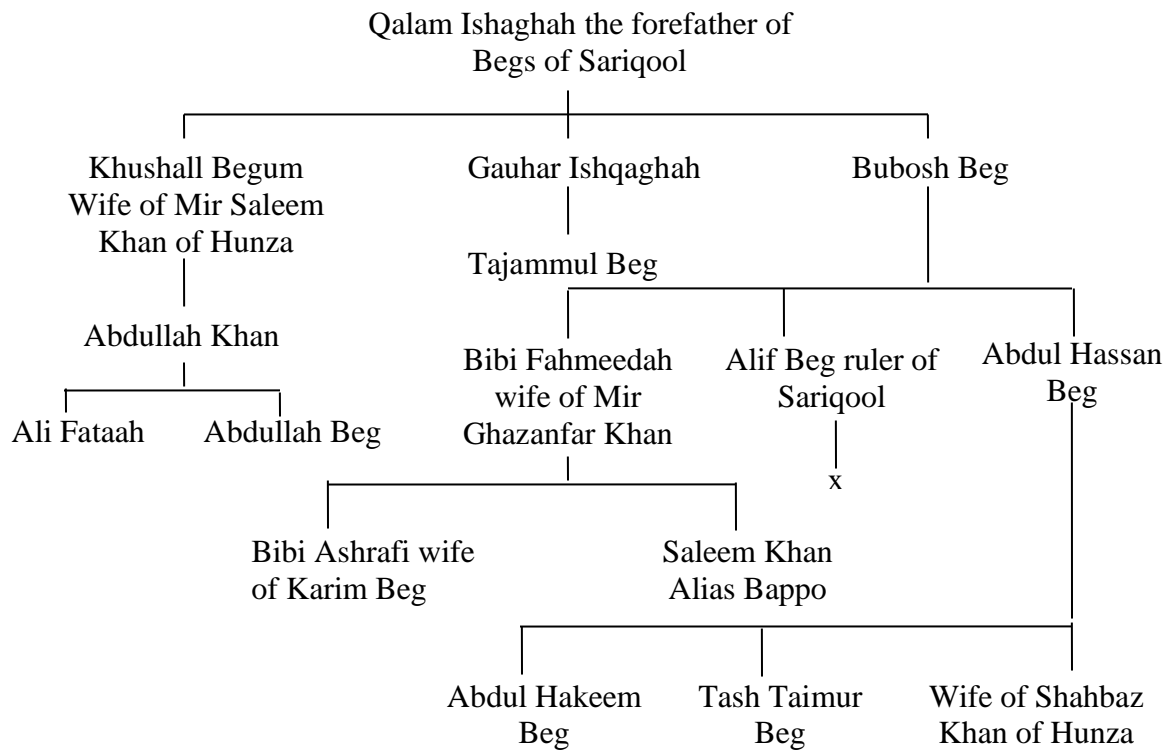 Qalam Ishaghah the forefather of
Begs of Sariqool
Khushall Begum
Wife of Mir Saleem
Khan of Hunza
Gauhar Ishqaghah
Bubosh Beg
Tajammul Beg
Abdullah Khan
Bibi Fahmeedah
wife of Mir
Ghazanfar Khan
Alif Beg ruler of
Sariqool
Abdul Hassan
Beg
Ali Fataah
Abdullah Beg
x
Bibi Ashrafi wife
of Karim Beg
Saleem Khan
Alias Bappo
Abdul Hakeem
Beg
Tash Taimur
Beg
Wife of Shahbaz
Khan of Hunza